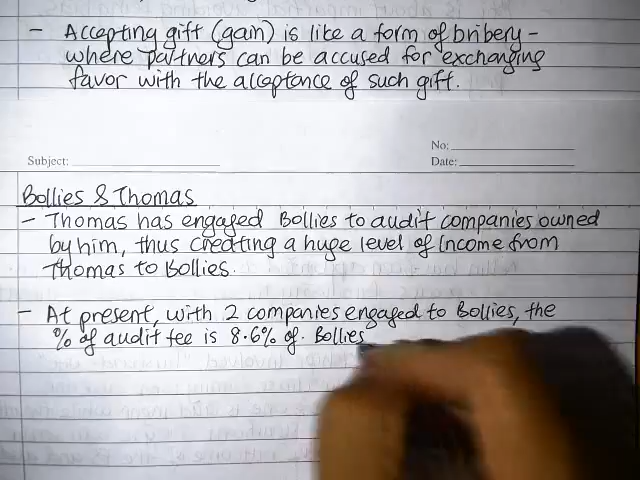 - Accepting gift (gain) is like a form of bribery -
where partners can be accused for exchanging
favor with the acceptance of such gift.
No:
Subject:
Date:
Bollies & Thomas
- Thomas has engaged Bollies to audit companies owned
by him, thus creating a huge level of Income from
Thomas to Bollies.
- At present, with 2 companies engaged to Bollies, the
% of audit fee is 8.6% of. Bollies